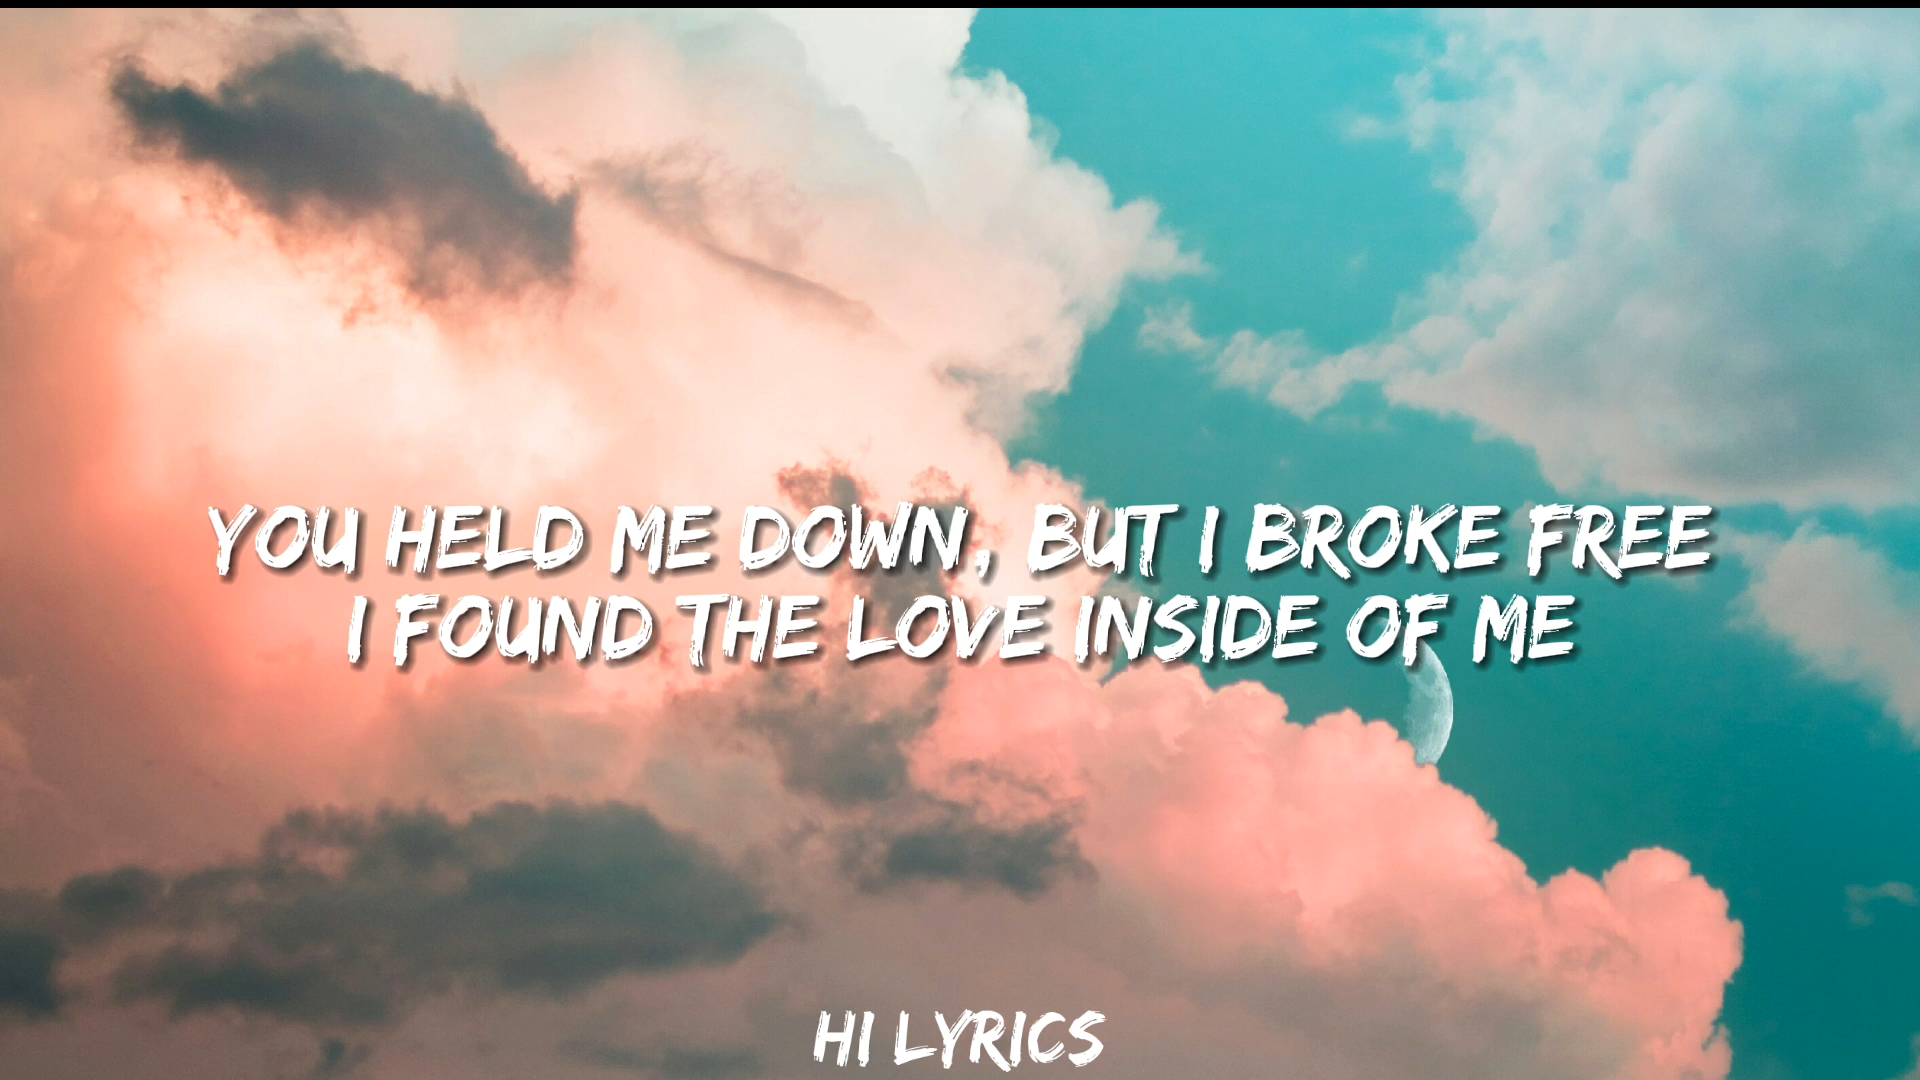 YOU HELD ME DOWN, BUT I BROKE FREE
I FOUND THE LOVE INSIDE OF ME
HI LYRICS